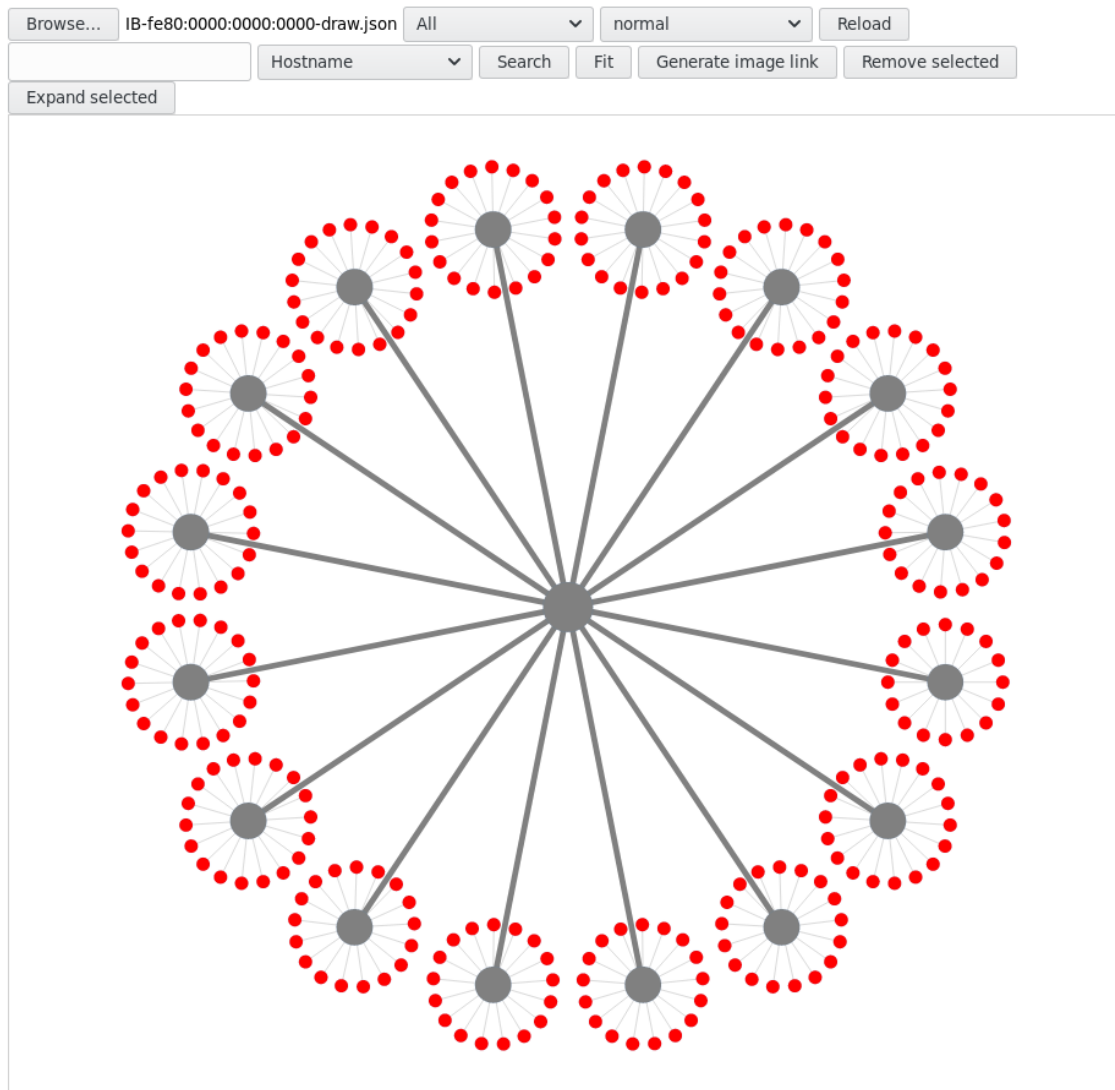 Browse... IB-fe80:0000:0000:0000-draw.json All normal Reload
Hostname Search Fit Generate image link Remove selected
Expand selected